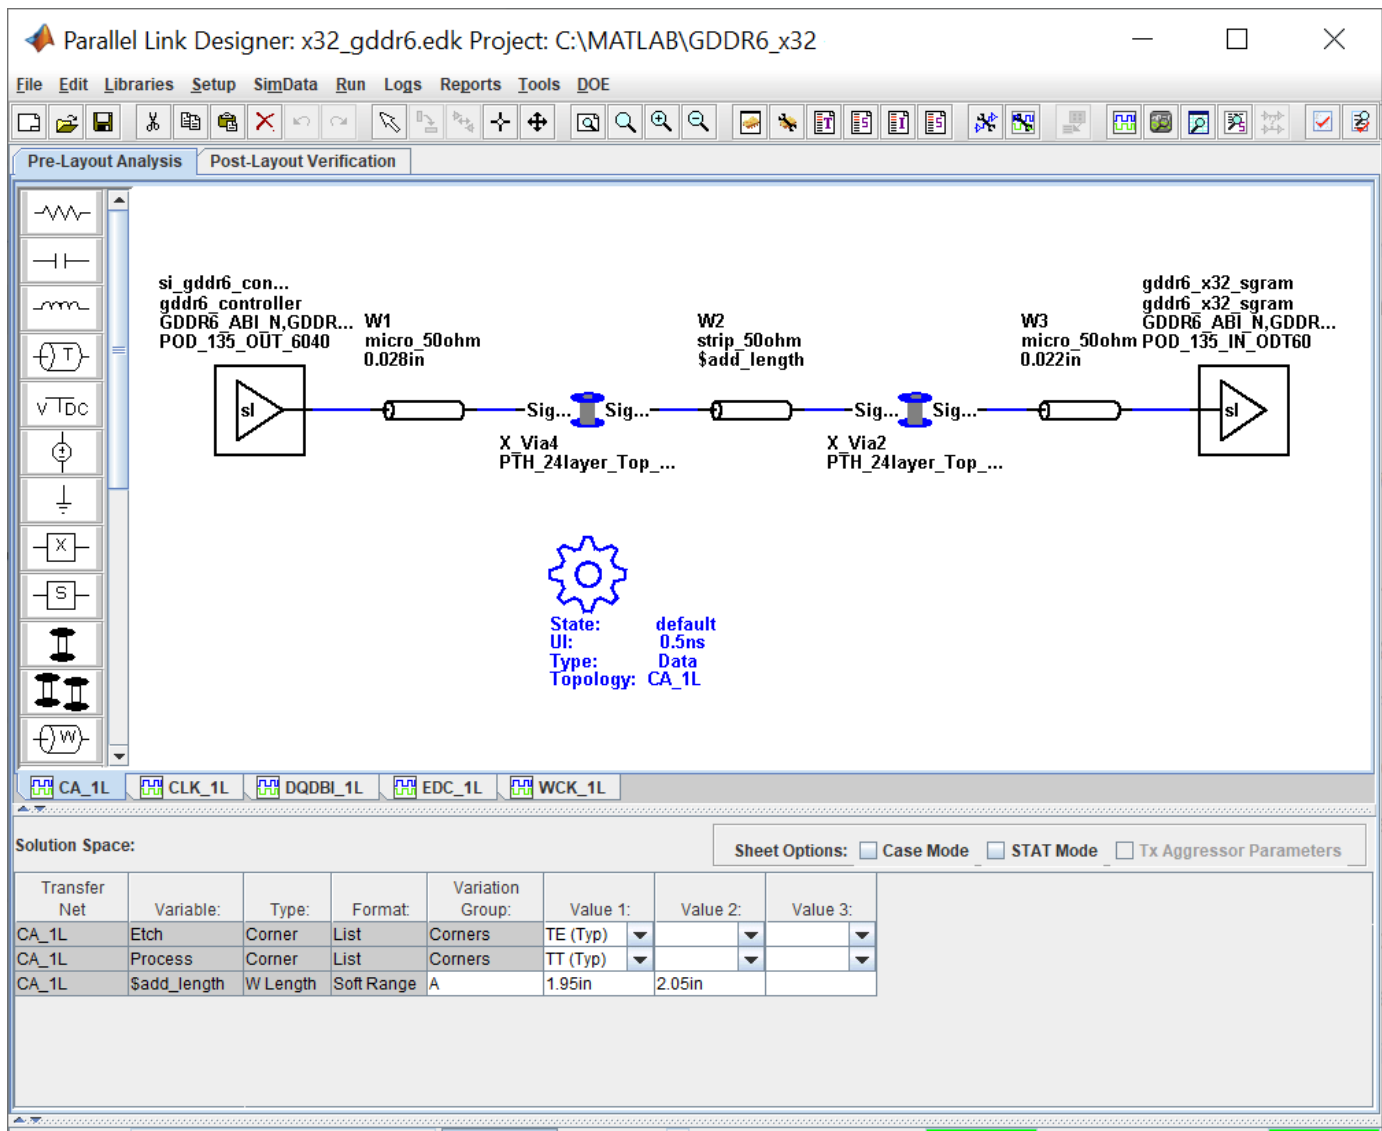 Parallel Link Designer: x32_gddr6.edk Project: C:\MATLAB\GDDR6_x32
File Edit Libraries Setup SimData Run Logs Reports Tools DOE
Pre-Layout Analysis Post-Layout Verification
si_gddr6_con...
gddr6_controller
GDDR6_ABI_N,GDDR...
POD_135_OUT_6040
W1
micro_50ohm
0.028in
W2
strip_50ohm
$add_length
W3
micro_50ohm
0.022in
gddr6_x32_sgram
gddr6_x32_sgram
GDDR6_ABI_N,GDDR...
POD_135_IN_ODT60
sI Sig... Sig... Sig... Sig... sI
X_Via4
PTH_24layer_Top_...
X_Via2
PTH_24layer_Top_...
T
V DC
X
S
W
State: default
UI: 0.5ns
Type: Data
Topology: CA_1L
CA_1L CLK_1L DQDBI_1L EDC_1L WCK_1L
Solution Space:
Sheet Options: Case Mode STAT Mode Tx Aggressor Parameters
Transfer Net Variable: Type: Format: Variation Group: Value 1: Value 2: Value 3:
CA_1L Etch Corner List Corners TE (Typ)
CA_1L Process Corner List Corners TT (Typ)
CA_1L $add_length W Length Soft Range A 1.95in 2.05in